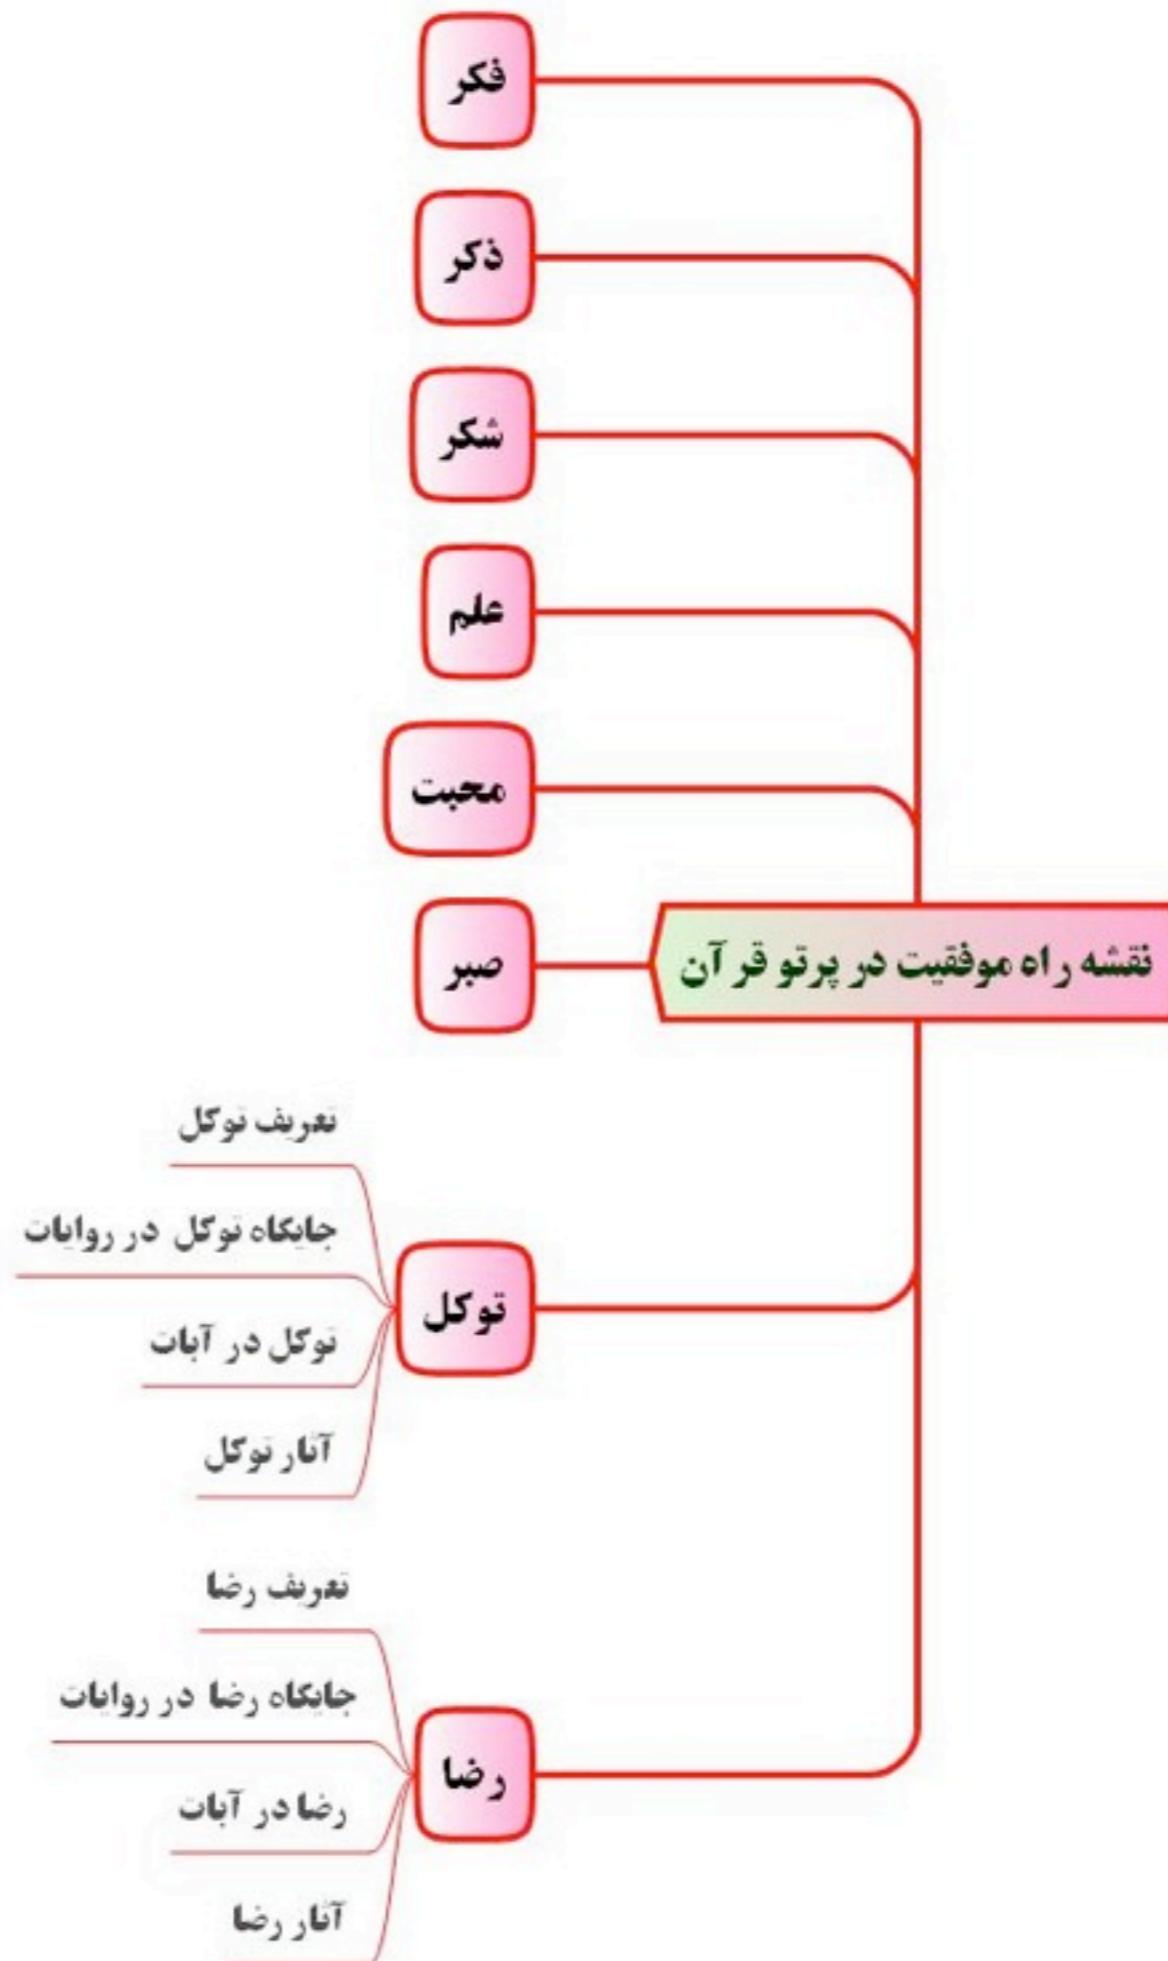 فکر
ذکر
شکر
علم
محبت
صبر
نقشه راه موفقیت در پرتو قرآن
تعریف توکل
جایگاه توکل در روایات
توکل در آیات
آثار توکل
توکل
تعریف رضا
جایگاه رضا در روایات
رضا در آیات
آثار رضا
رضا